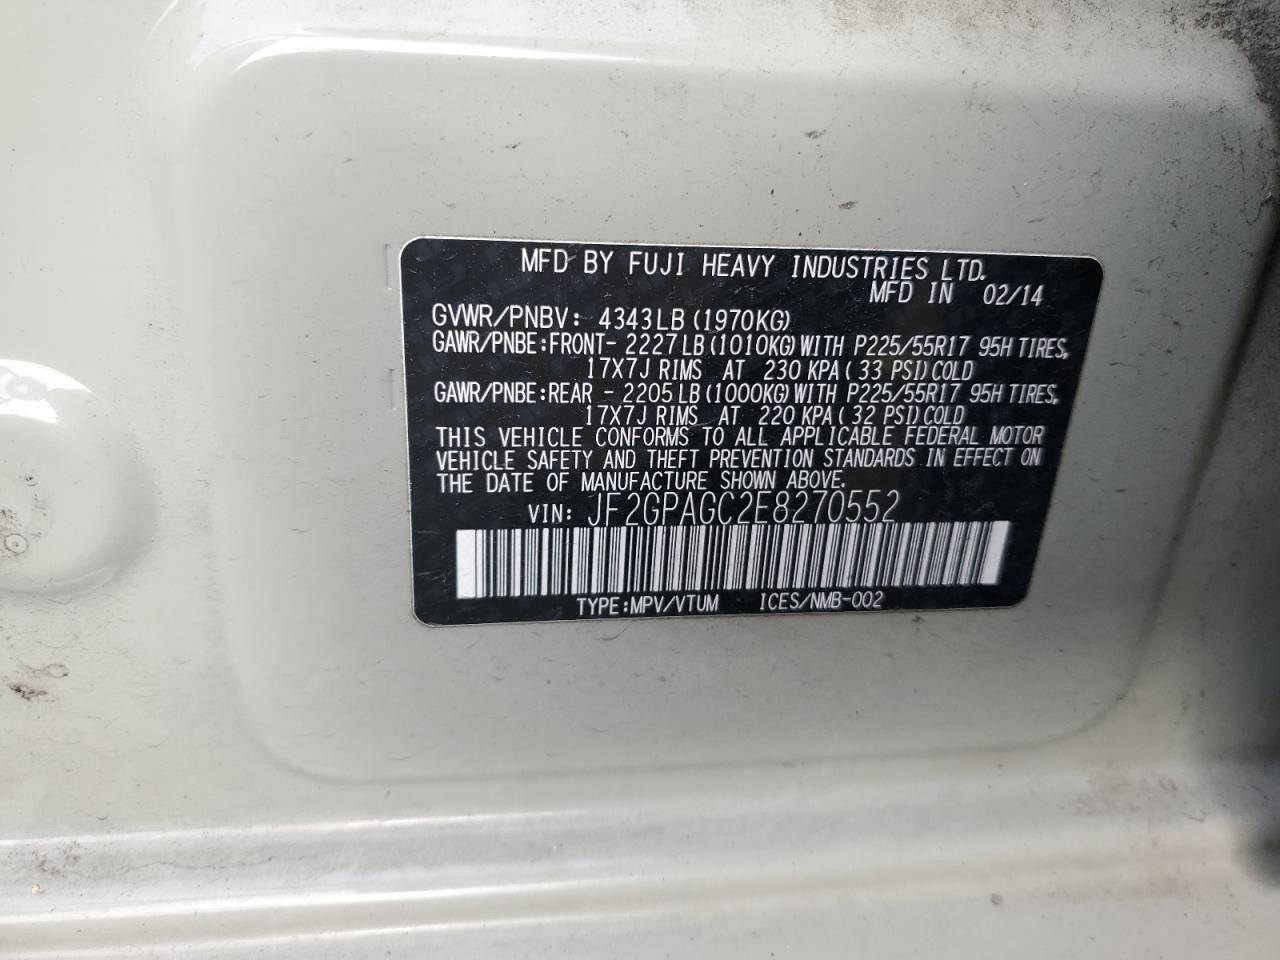 MFD BY FUJI HEAVY INDUSTRIES LTD.
MFD IN 02/14
GVWR/PNBV: 4343LB(1970KG)
GAWR/PNBE:FRONT- 2227LB(1010KG)WITH P225/55R17 95H TIRES,
17X7J RIMS AT 230 KPA( 33 PSI)COLD
GAWR/PNBE:REAR - 2205LB(1000KG)WITH P225/55R17 95H TIRES,
17X7J RIMS AT 220 KPA( 32 PSI)COLD
THIS VEHICLE CONFORMS TO ALL APPLICABLE FEDERAL MOTOR
VEHICLE SAFETY AND THEFT PREVENTION STANDARDS IN EFFECT ON
THE DATE OF MANUFACTURE SHOWN ABOVE.
VIN: JF2GPAGC2E8270552
TYPE:MPV/VTUM ICES/NMB-002